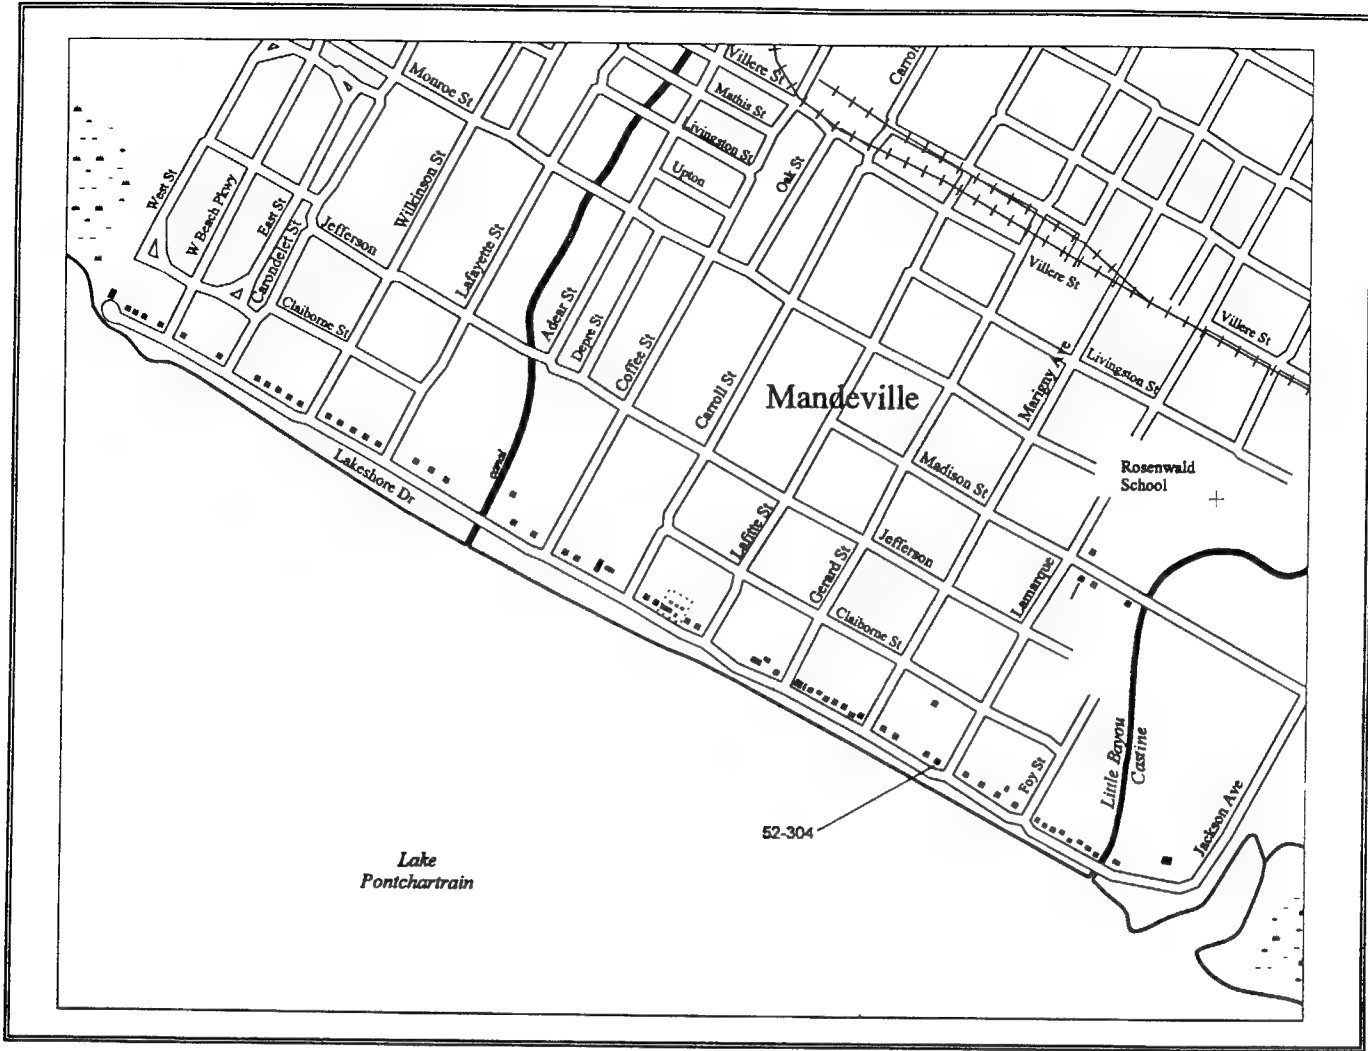 Villere St
Carrol
Monroe St
Mathis St
Livingston St
Upton
Oak St
West St
W Beach Pkwy
East St
Carondelet St
Jefferson
Wilkinson St
Lafayette St
Claiborne St
Adear St
Depre St
Coffee St
Carroll St
Villere St
Villere St
Livingston St
Marigny Ave
Mandeville
Madison St
Rosenwald
School
Lakeshore Dr
canal
Lafitte St
Jefferson
Gerard St
Lamarque
Claiborne St
Foy St
Little Bayou
Castine
Jackson Ave
52-304
Lake
Pontchartrain